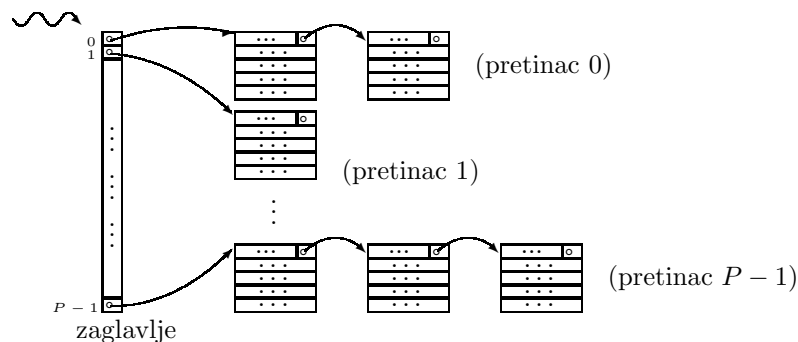 0
1
(pretinac 0)
(pretinac 1)
(pretinac P − 1)
P − 1
zaglavlje